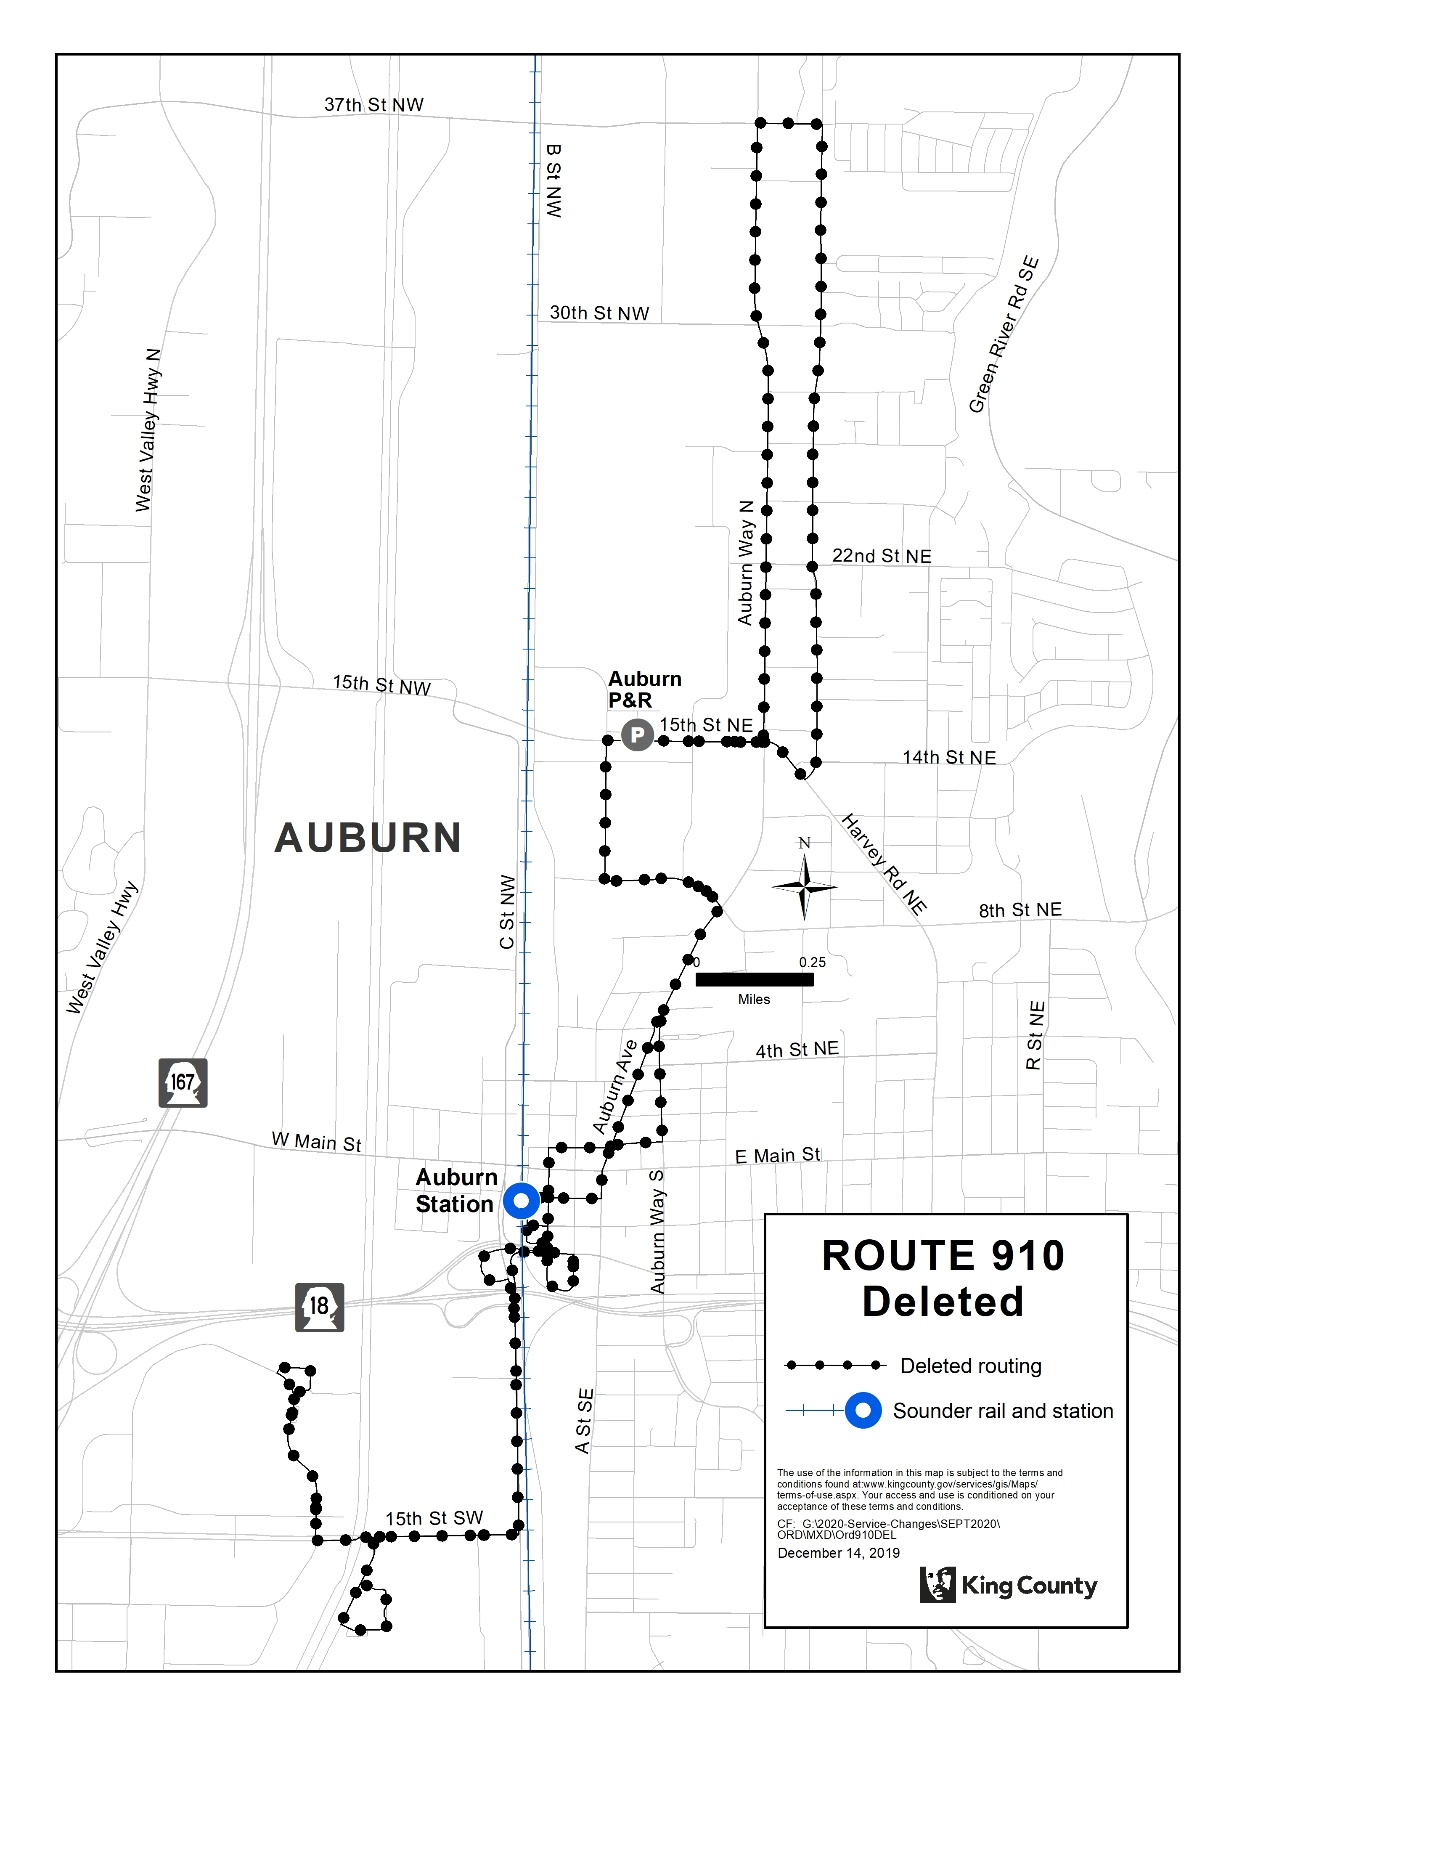 37th St NW
B St NW
30th St NW
Green River Rd SE
West Valley Hwy N
Auburn Way N
22nd St NE
Auburn
P&R
15th St NW
P
15th St NE
14th St NE
AUBURN
Harvey Rd NE
N
West Valley Hwy
C St NW
8th St NE
0 0.25
Miles
R St NE
Auburn Ave
4th St NE
167
W Main St
E Main St
Auburn
Station
Auburn Way S
18
A St SE
15th St SW
ROUTE 910
Deleted
Deleted routing
Sounder rail and station
The use of the information in this map is subject to the terms and
conditions found at:www.kingcounty.gov/services/gis/Maps/
terms-of-use.aspx. Your access and use is conditioned on your
acceptance of these terms and conditions.
CF: G:\2020-Service-Changes\SEPT2020\
ORD\MXD\Ord910DEL
December 14, 2019
King County